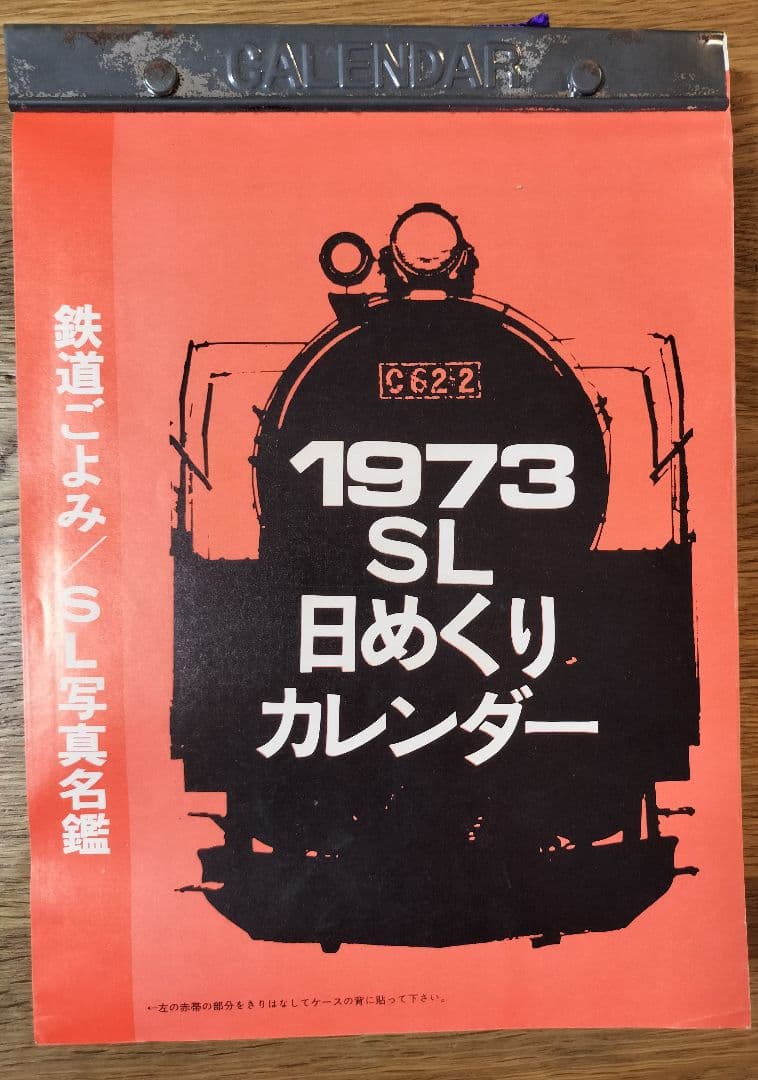 CALENDAR
C62 2
1973
SL
日めくり
カレンダー
鉄道ごよみ/SL写真名鑑
←左の赤帯の部分をきりはなしてケースの背に貼って下さい。